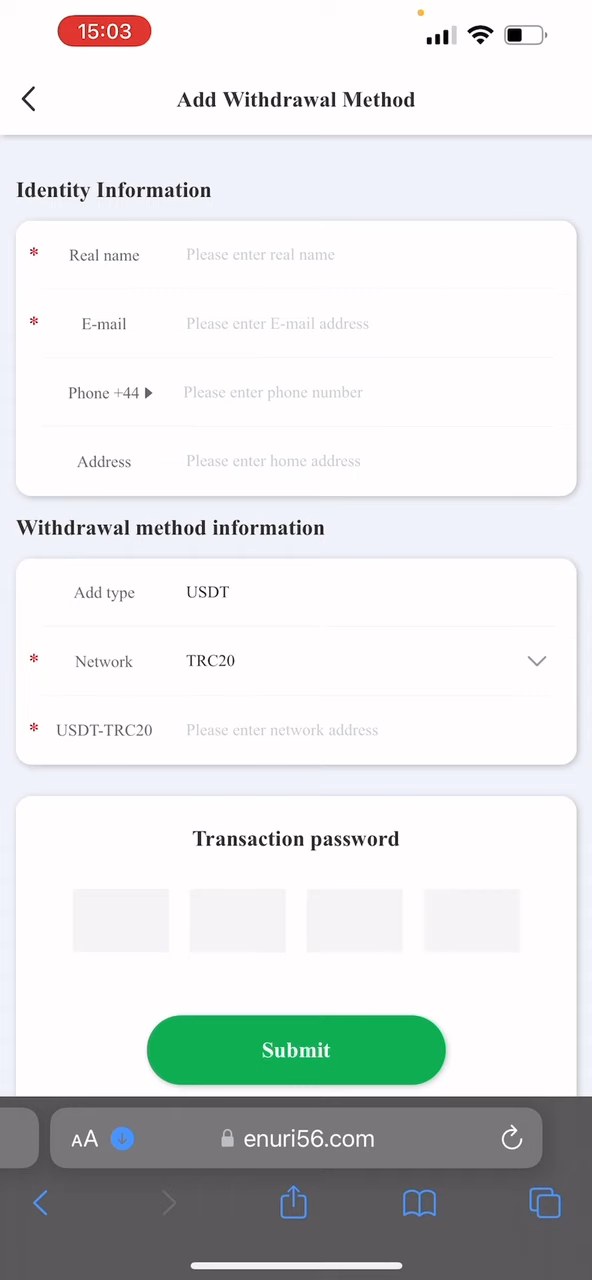 15:03
Add Withdrawal Method
Identity Information
* Real name Please enter real name
* E-mail Please enter E-mail address
Phone +44 Please enter phone number
Address Please enter home address
Withdrawal method information
Add type USDT
* Network TRC20
* USDT-TRC20 Please enter network address
Transaction password
Submit
AA enuri56.com